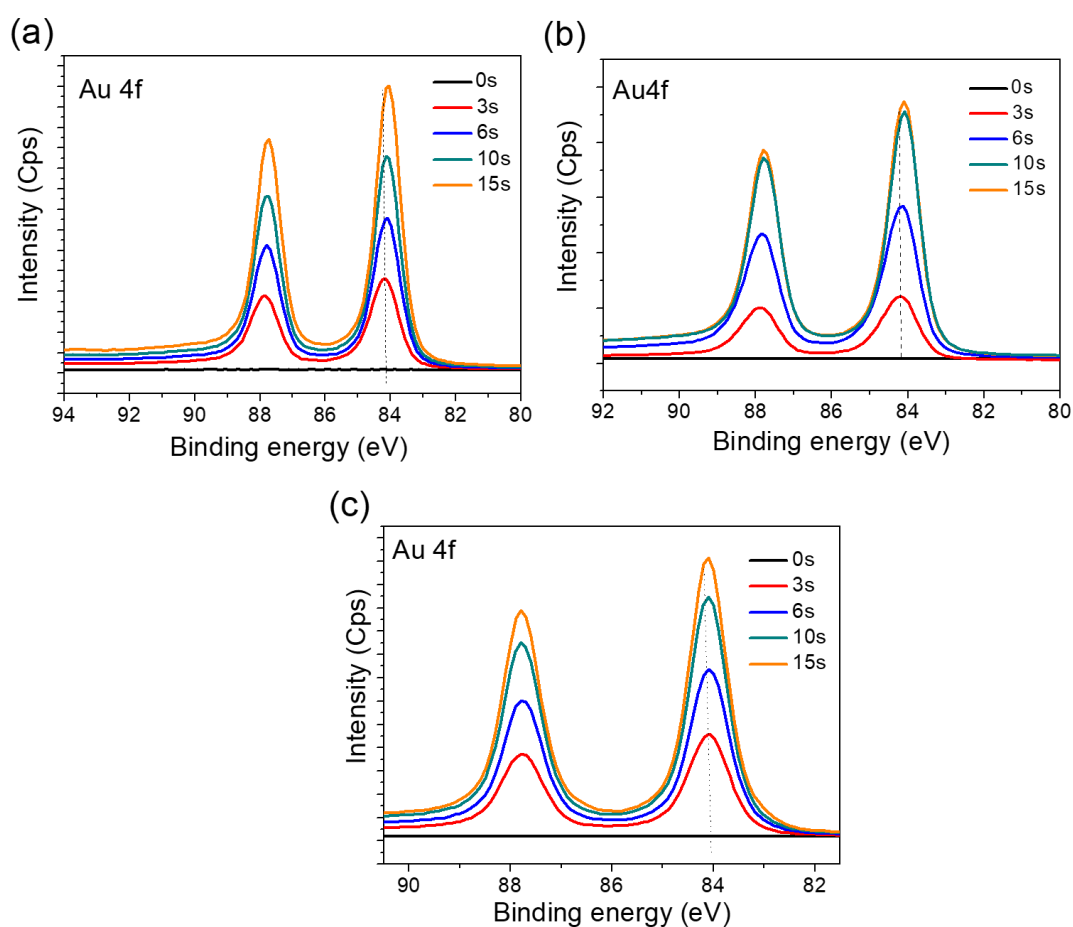 (a)
Au 4f
0s
3s
6s
10s
15s
Intensity (Cps)
94 92 90 88 86 84 82 80
Binding energy (eV)
(b)
Au4f
0s
3s
6s
10s
15s
Intensity (Cps)
92 90 88 86 84 82 80
Binding energy (eV)
(c)
Au 4f
0s
3s
6s
10s
15s
Intensity (Cps)
90 88 86 84 82
Binding energy (eV)